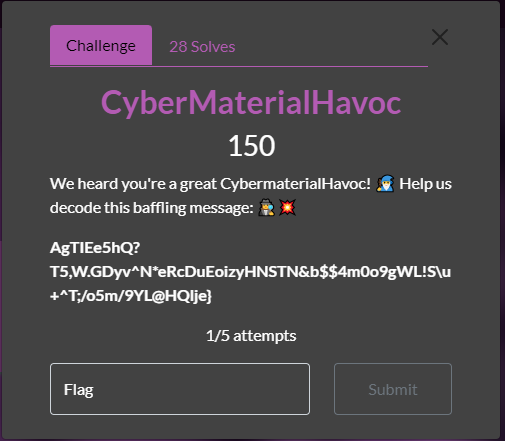 Challenge
28 Solves
CyberMaterialHavoc
150
We heard you're a great CybermaterialHavoc! 🕵️‍♀️ Help us
decode this baffling message: 🕵️💥
AgTIEe5hQ?
T5,W.GDyv^N*eRcDuEoizyHNSTN&b$$4m0o9gWL!S\u
+^T;/o5m/9YL@HQlje}
1/5 attempts
Flag
Submit